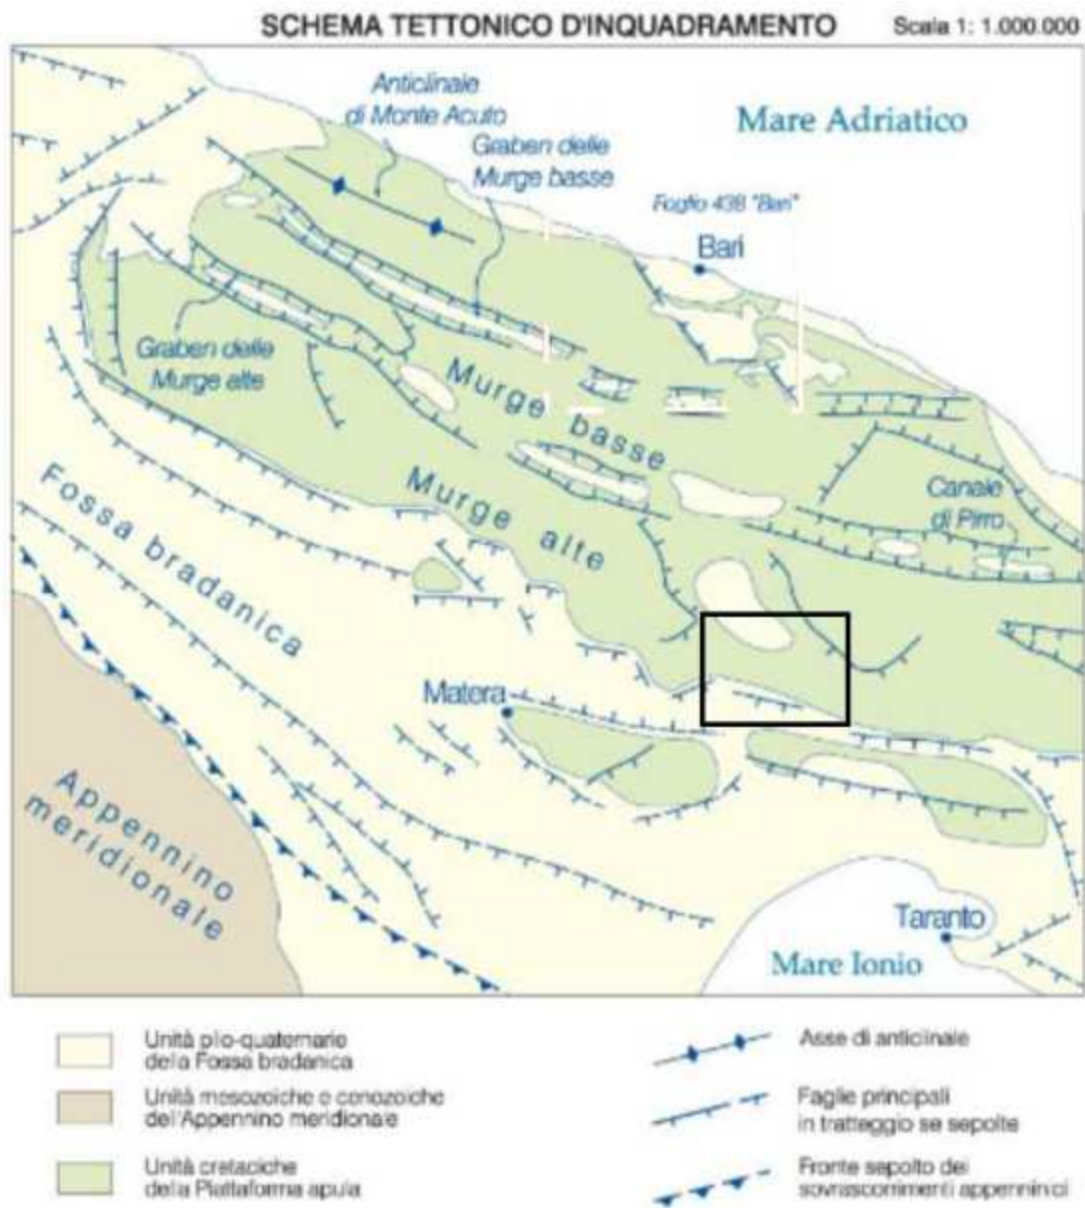 SCHEMA TETTONICO D'INQUADRAMENTO
Scala 1: 1.000.000
Anticlinale
di Monte Acuto
Graben delle
Murge basse
Mare Adriatico
Foglio 438 "Bari"
Bari
Graben delle
Murge alte
Murge basse
Murge alte
Canale
di Pirro
Fossa bradanica
Matera
Appennino
meridionale
Taranto
Mare Ionio
Unità plio-quaternarie
della Fossa bradanica
Unità mesozoiche e cenozoiche
dell'Appennino meridionale
Unità cretaciche
della Piattaforma apula
Asse di anticlinale
Faglie principali
in tratteggio se sepolte
Fronte sepolto dei
sovrascorrimenti appenninici